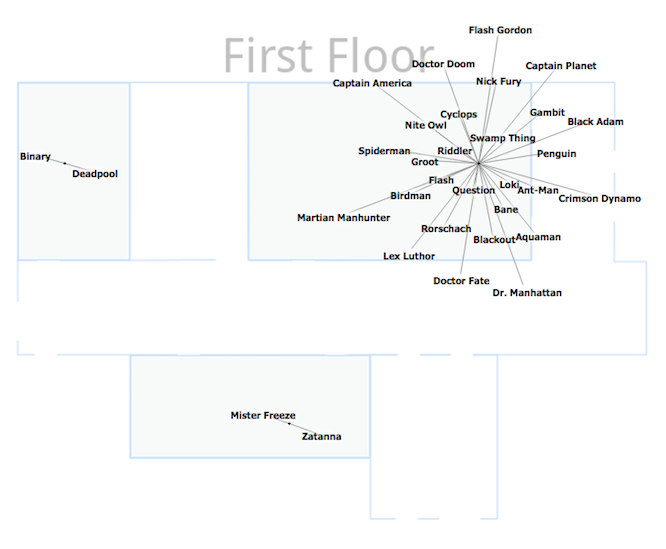 First Floor
Flash Gordon
Doctor Doom
Captain Planet
Captain America
Nick Fury
Cyclops
Gambit
Black Adam
Nite Owl
Swamp Thing
Spiderman
Riddler
Penguin
Groot
Binary
Deadpool
Flash
Loki
Question
Ant-Man
Birdman
Crimson Dynamo
Bane
Martian Manhunter
Rorschach
Blackout
Aquaman
Lex Luthor
Doctor Fate
Dr. Manhattan
Mister Freeze
Zatanna